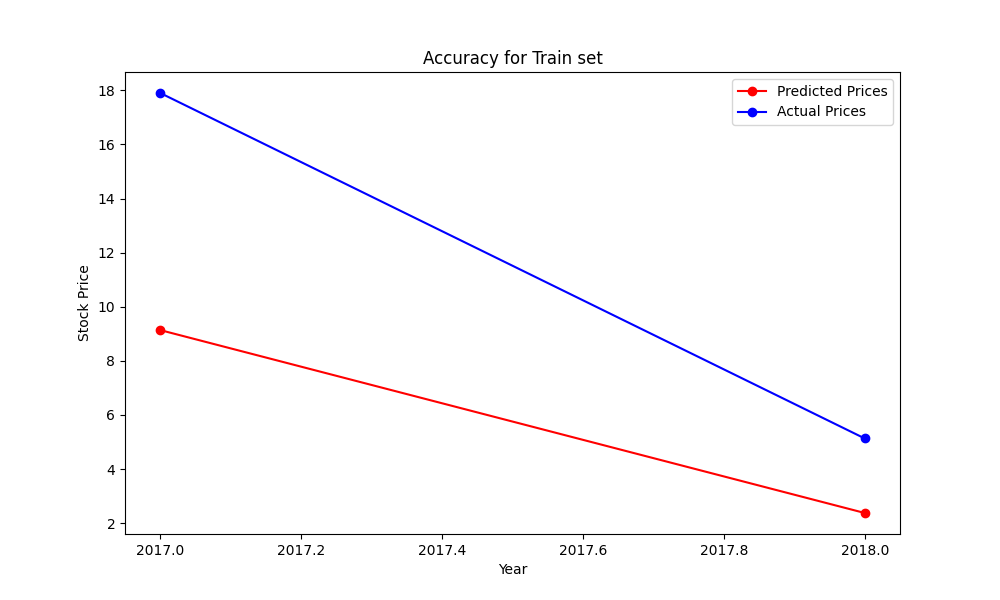 Accuracy for Train set
Predicted Prices
Actual Prices
18
16
14
12
10
8
6
4
2
Stock Price
2017.0 2017.2 2017.4 2017.6 2017.8 2018.0
Year